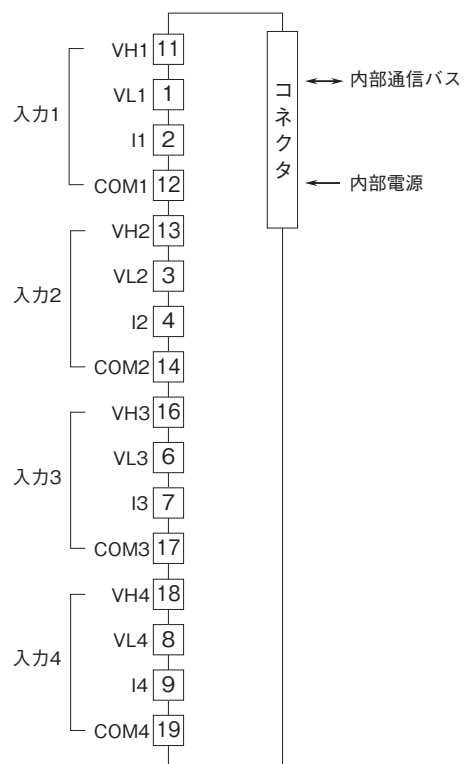 VH1 11
VL1 1
入力1
I1 2
COM1 12
VH2 13
VL2 3
入力2
I2 4
COM2 14
VH3 16
VL3 6
入力3
I3 7
COM3 17
VH4 18
VL4 8
入力4
I4 9
COM4 19
コネクタ
内部通信バス
内部電源